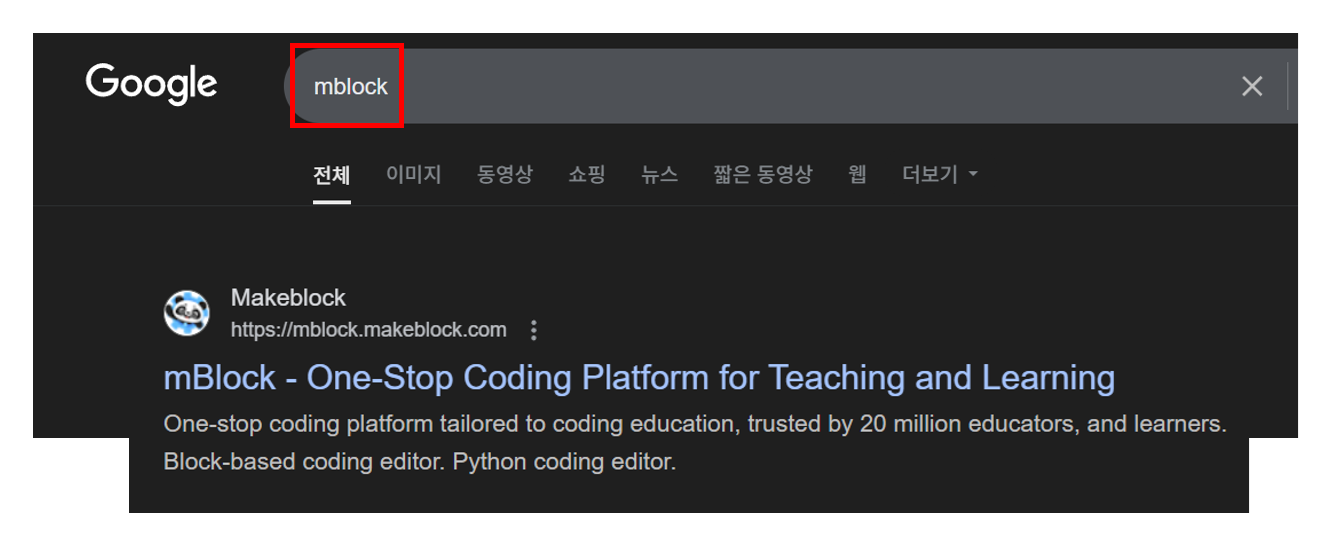 Google mblock
전체 이미지 동영상 쇼핑 뉴스 짧은 동영상 웹 더보기
Makeblock
https://mblock.makeblock.com
mBlock - One-Stop Coding Platform for Teaching and Learning
One-stop coding platform tailored to coding education, trusted by 20 million educators, and learners.
Block-based coding editor. Python coding editor.